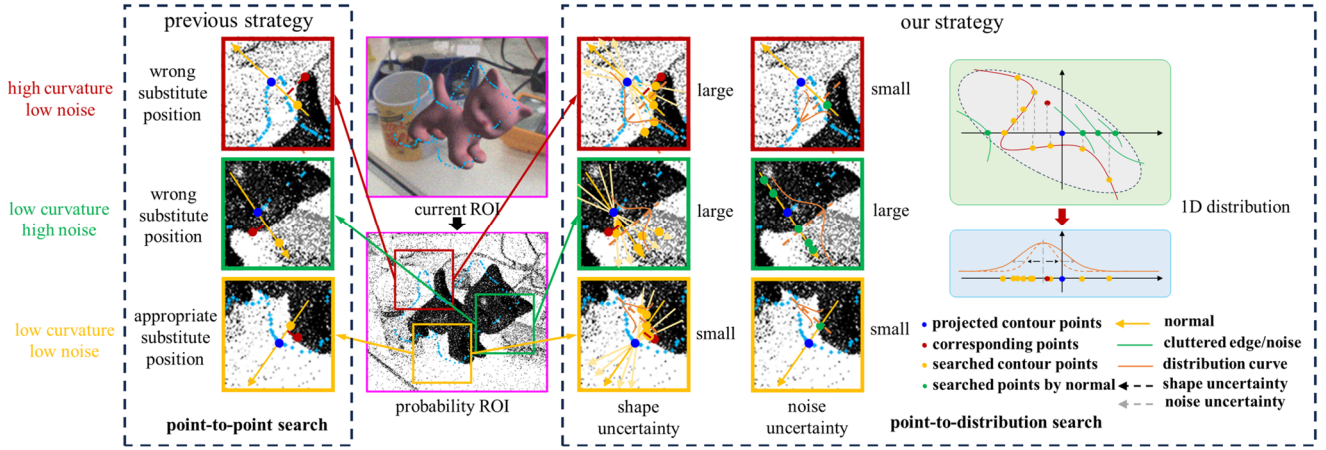 previous strategy
our strategy
high curvature
low noise
wrong
substitute
position
large
small
low curvature
high noise
wrong
substitute
position
current ROI
large
large
1D distribution
low curvature
low noise
appropriate
substitute
position
small
small
projected contour points
normal
corresponding points
cluttered edge/noise
searched contour points
distribution curve
searched points by normal
shape uncertainty
noise uncertainty
probability ROI
point-to-point search
shape
uncertainty
noise
uncertainty
point-to-distribution search